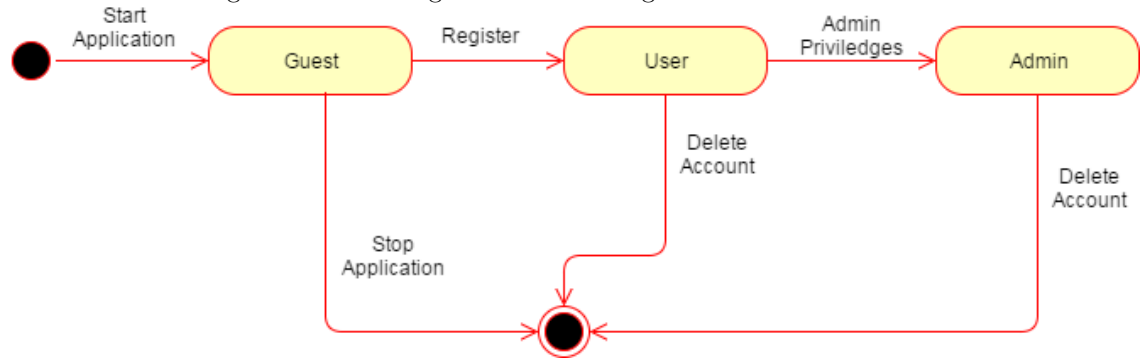 Start
Application
Guest
Register
User
Admin
Priviledges
Admin
Delete
Account
Delete
Account
Stop
Application